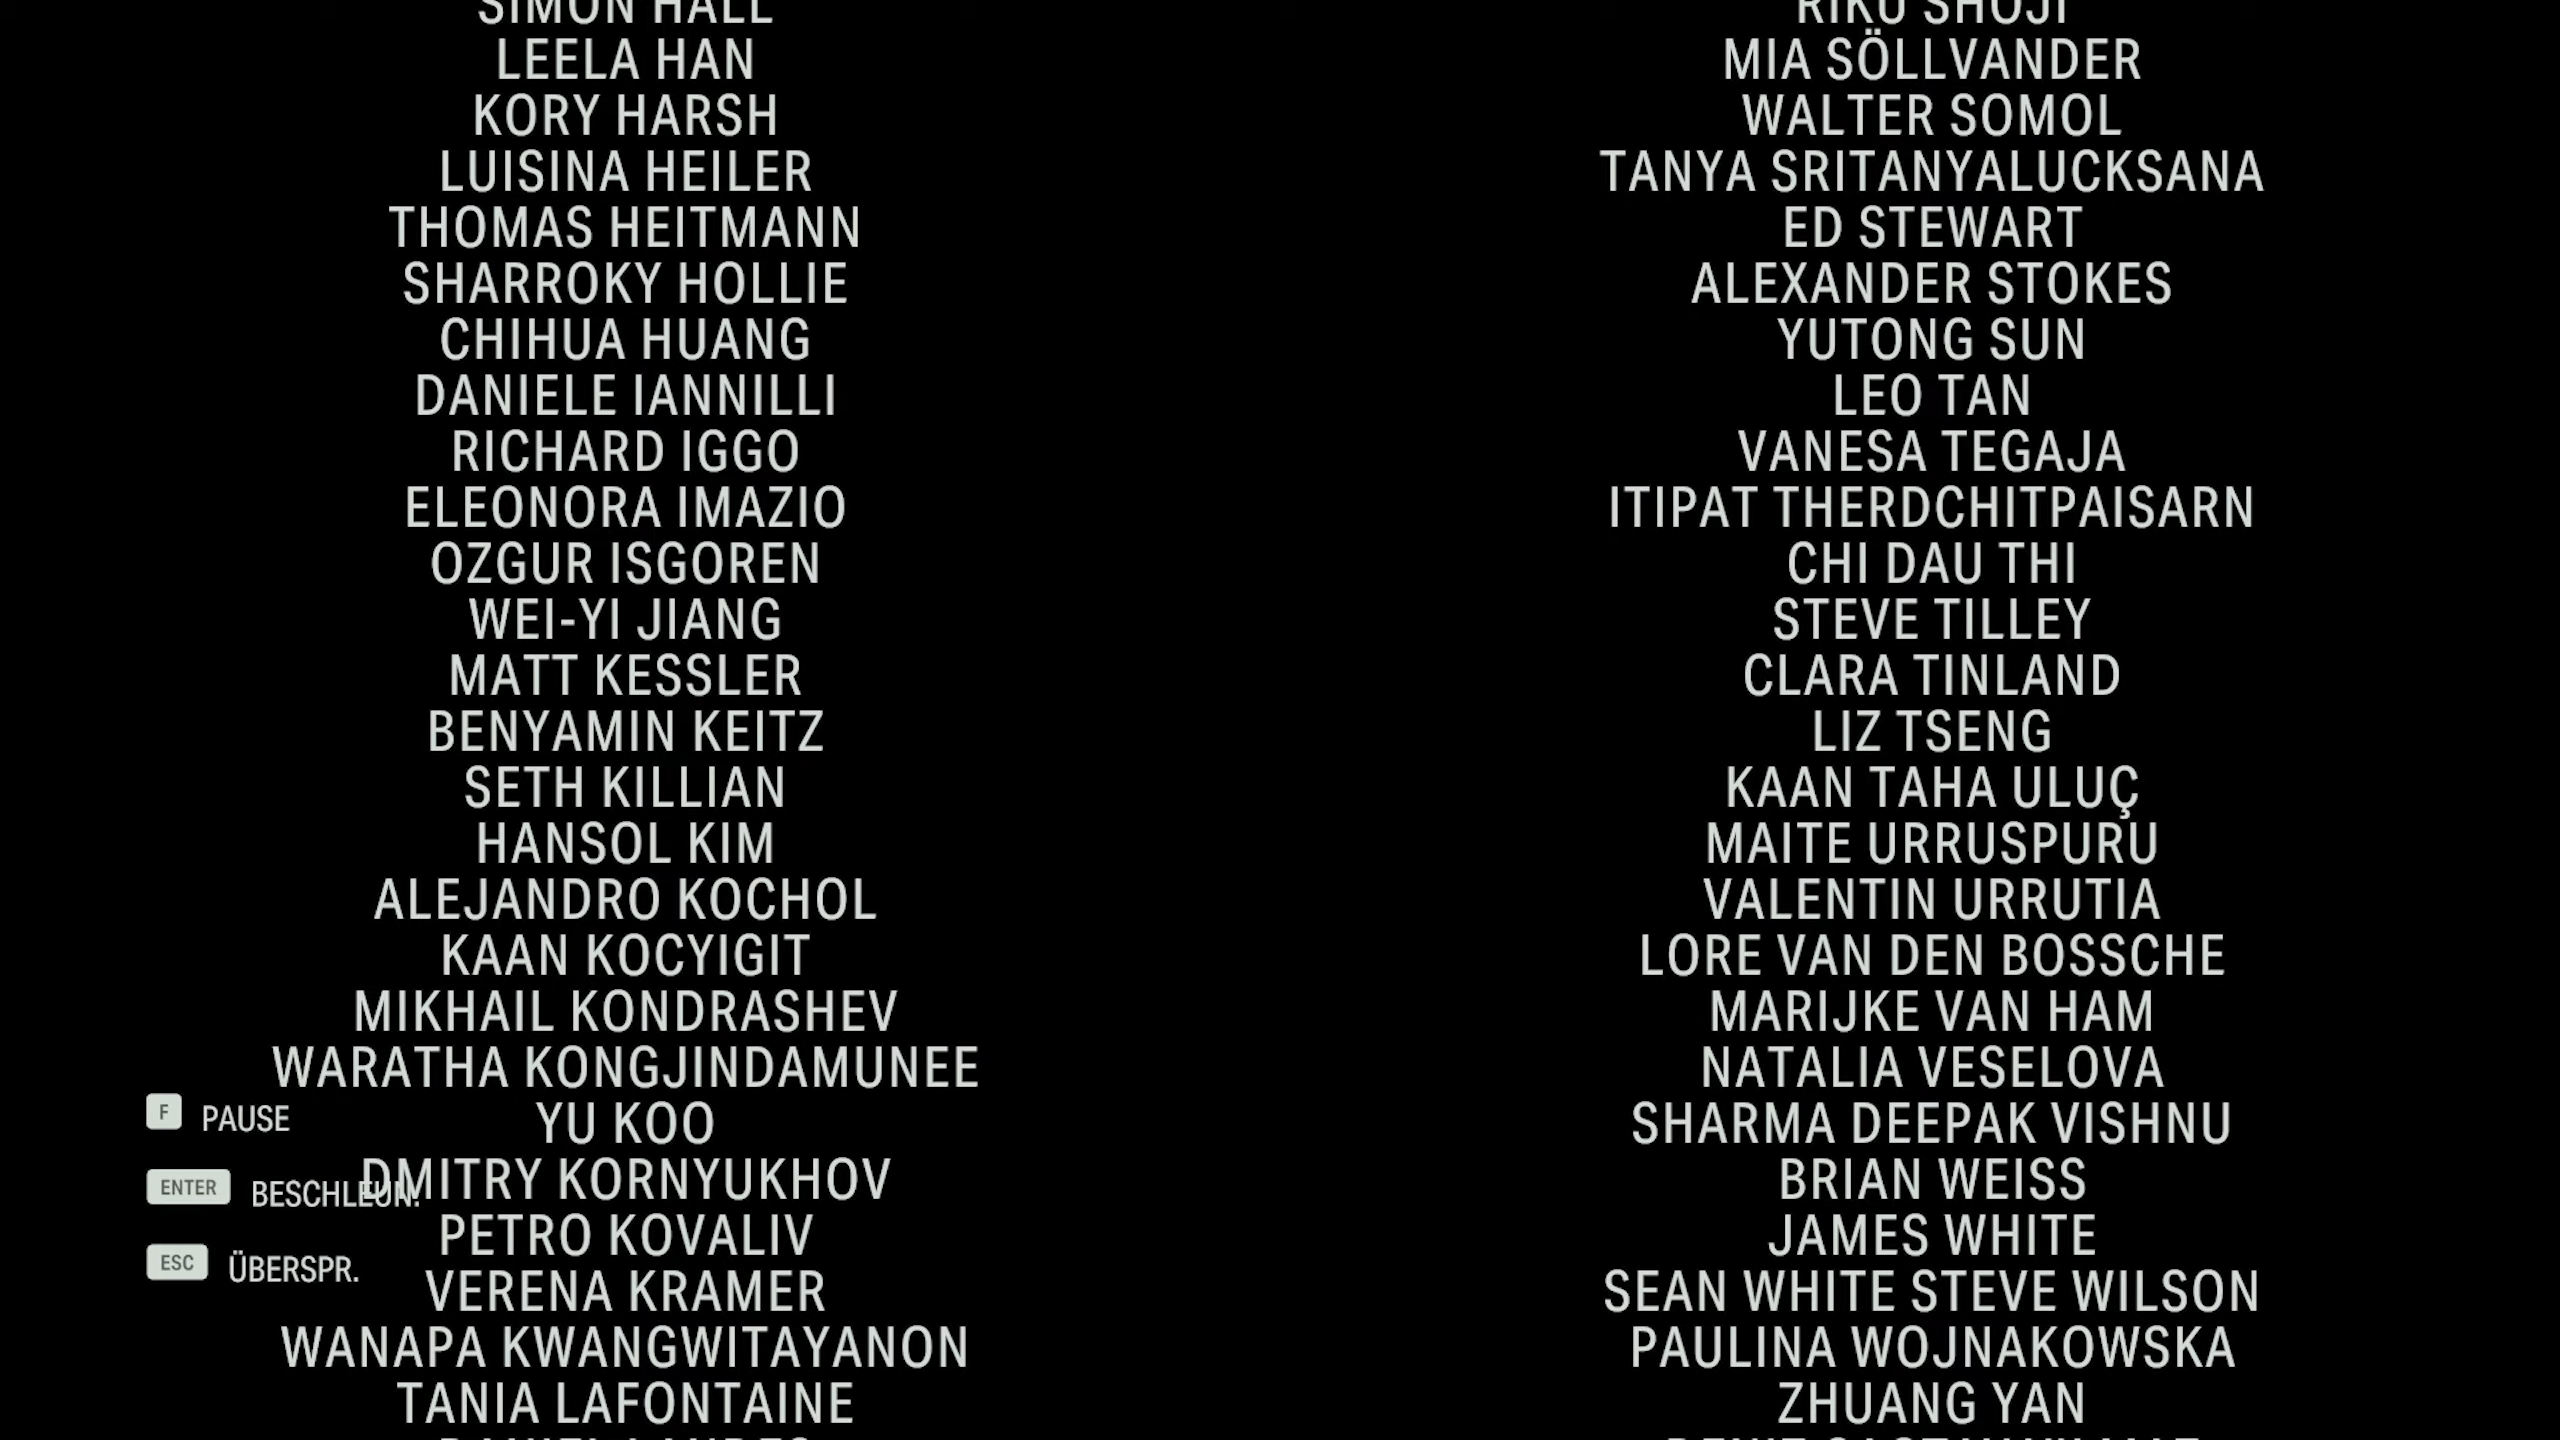 SIMON HALL
LEELA HAN
KORY HARSH
LUISINA HEILER
THOMAS HEITMANN
SHARROKY HOLLIE
CHIHUA HUANG
DANIELE IANNILLI
RICHARD IGGO
ELEONORA IMAZIO
OZGUR ISGOREN
WEI-YI JIANG
MATT KESSLER
BENYAMIN KEITZ
SETH KILLIAN
HANSOL KIM
ALEJANDRO KOCHOL
KAAN KOCYIGIT
MIKHAIL KONDRASHEV
WARATHA KONGJINDAMUNEE
YU KOO
DMITRY KORNYUKHOV
PETRO KOVALIV
VERENA KRAMER
WANAPA KWANGWITAYANON
TANIA LAFONTAINE
RIKU SHOJI
MIA SÖLLVANDER
WALTER SOMOL
TANYA SRITANYALUCKSANA
ED STEWART
ALEXANDER STOKES
YUTONG SUN
LEO TAN
VANESA TEGAJA
ITIPAT THERDCHITPAISARN
CHI DAU THI
STEVE TILLEY
CLARA TINLAND
LIZ TSENG
KAAN TAHA ULUÇ
MAITE URRUSPURU
VALENTIN URRUTIA
LORE VAN DEN BOSSCHE
MARIJKE VAN HAM
NATALIA VESELOVA
SHARMA DEEPAK VISHNU
BRIAN WEISS
JAMES WHITE
SEAN WHITE STEVE WILSON
PAULINA WOJNAKOWSKA
ZHUANG YAN
F PAUSE
ENTER BESCHLEUN.
ESC ÜBERSPR.